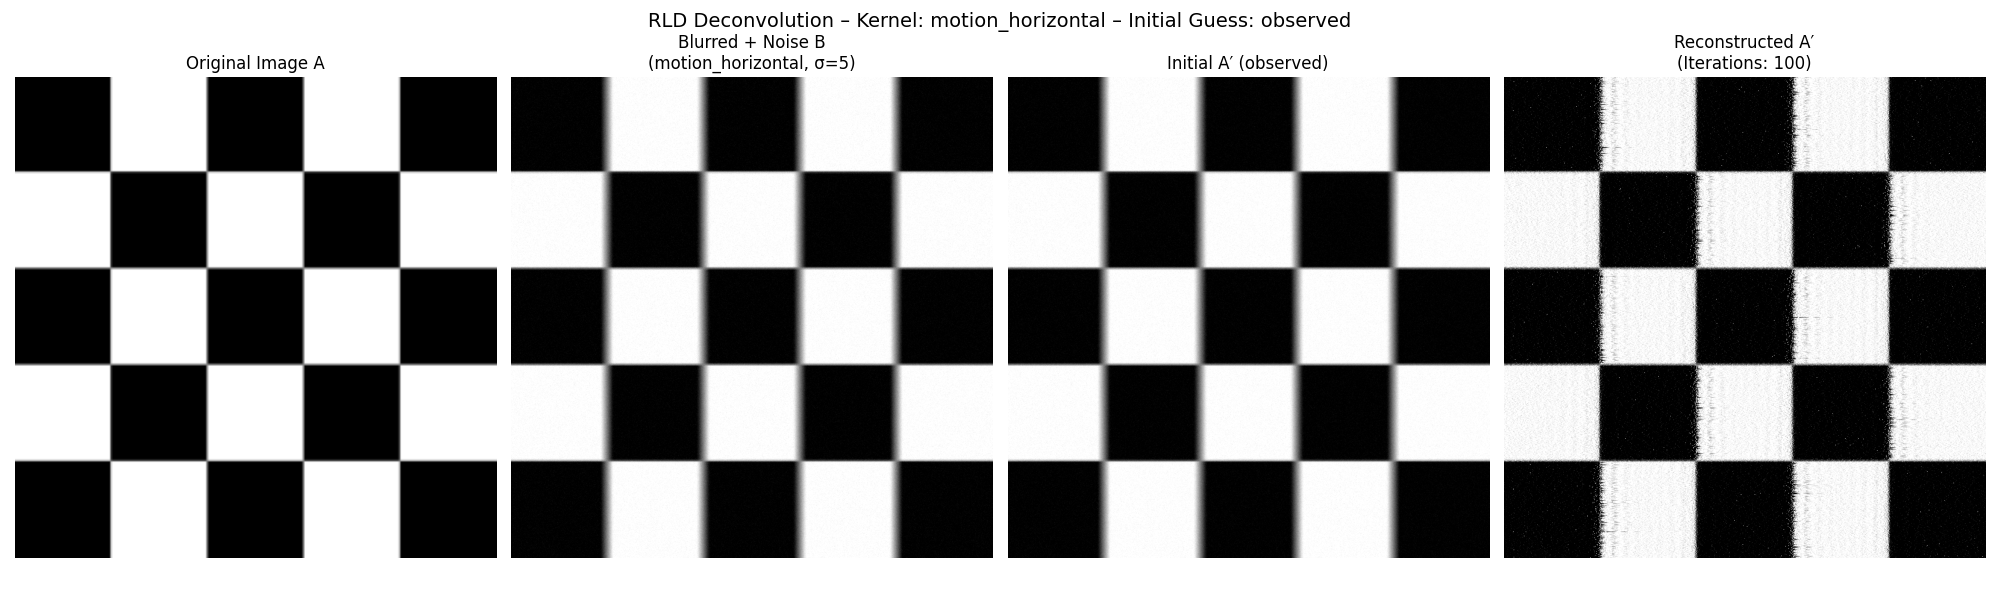 RLD Deconvolution – Kernel: motion_horizontal – Initial Guess: observed
Original Image A
Blurred + Noise B
(motion_horizontal, σ=5)
Initial A′ (observed)
Reconstructed A′
(Iterations: 100)